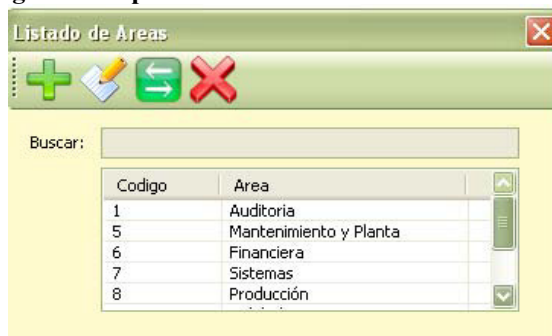 Listado de Areas
Buscar:
Codigo Area
1 Auditoria
5 Mantenimiento y Planta
6 Financiera
7 Sistemas
8 Producción